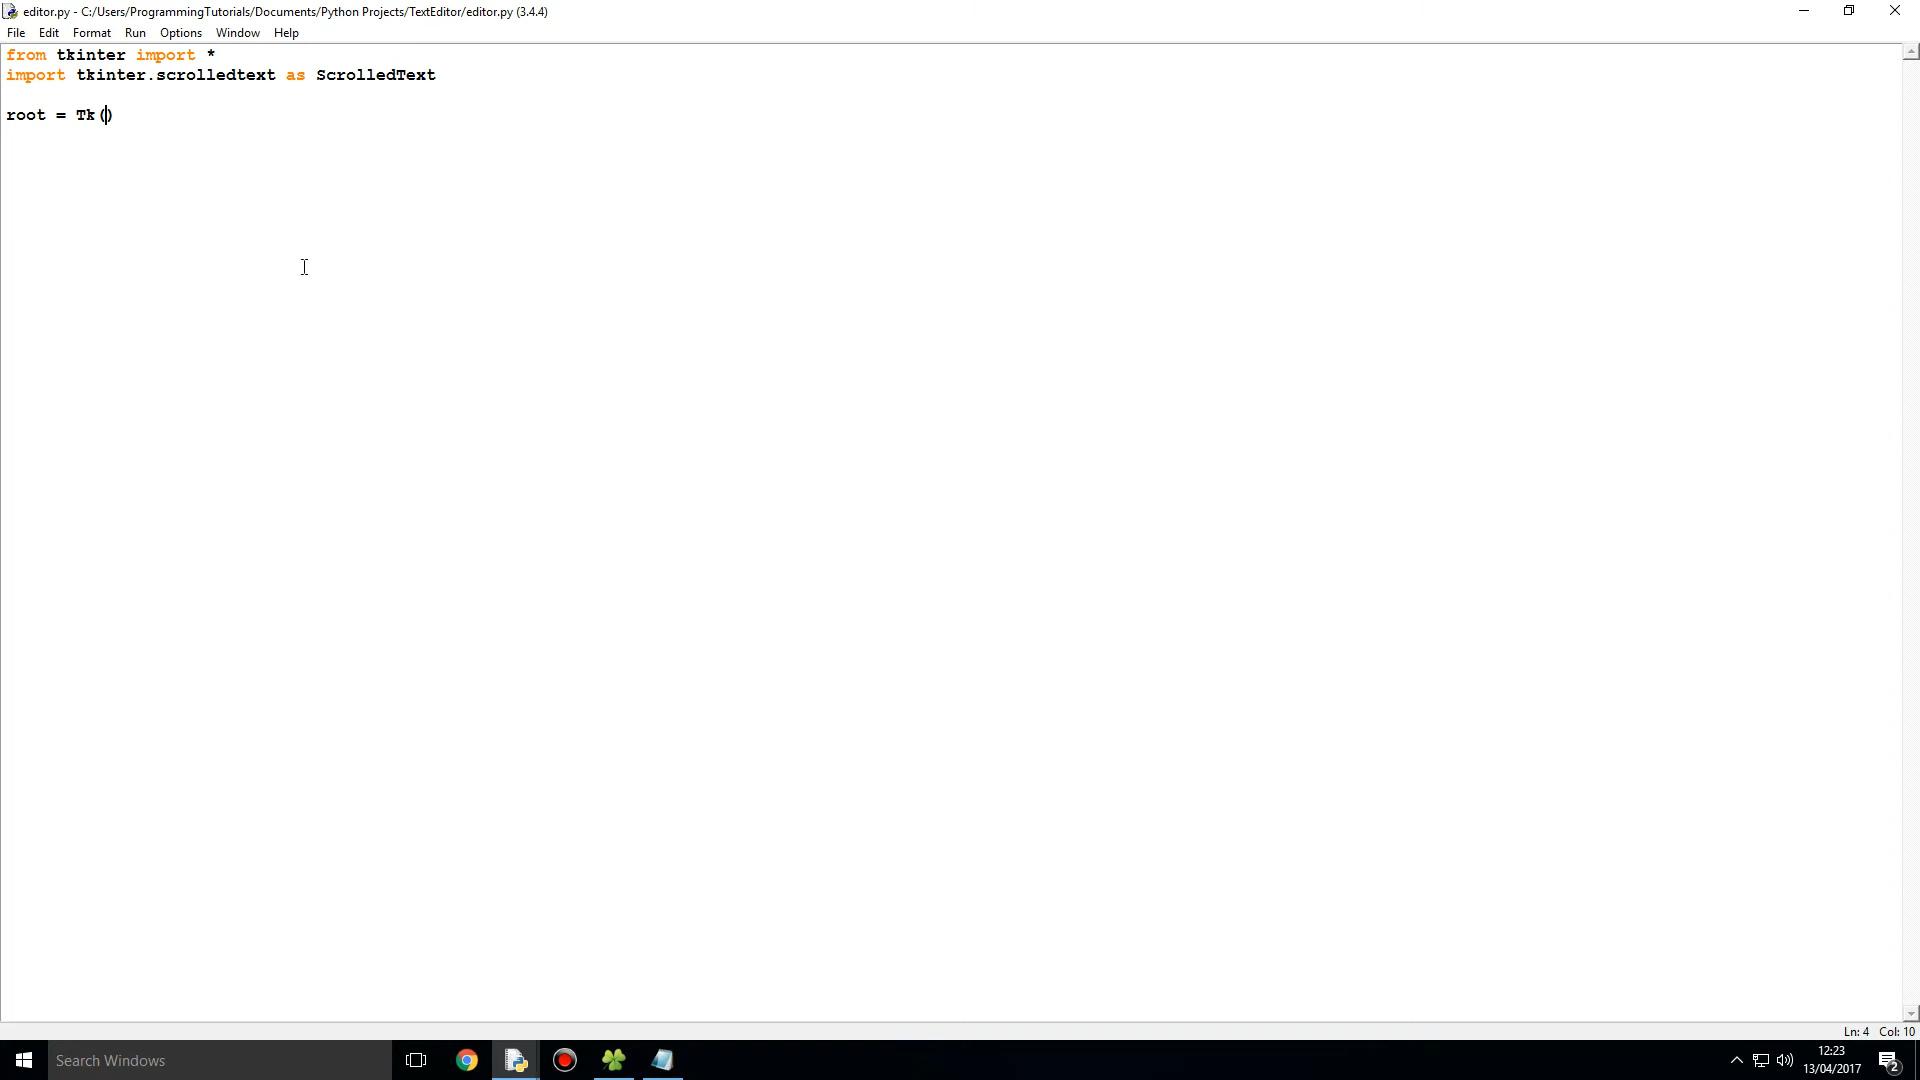 editor.py - C:/Users/ProgrammingTutorials/Documents/Python Projects/TextEditor/editor.py (3.4.4)
File Edit Format Run Options Window Help
from tkinter import *
import tkinter.scrolledtext as ScrolledText
root = Tk()
Ln: 4 Col: 10
Search Windows
12:23
13/04/2017
2